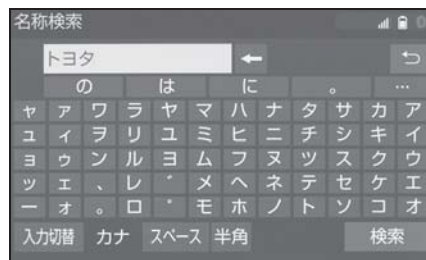 名称検索
トヨタ
の は に 。 …
ャ ァ ワ ラ ヤ マ ハ ナ タ サ カ ア
ュ ィ ヲ リ ユ ミ ヒ ニ チ シ キ イ
ョ ゥ ン ル ヨ ム フ ヌ ツ ス ク ウ
ッ ェ 、 レ ゛ メ ヘ ネ テ セ ケ エ
ー ォ 。 ロ ゜ モ ホ ノ ト ソ コ オ
入力切替 カナ スペース 半角 検索